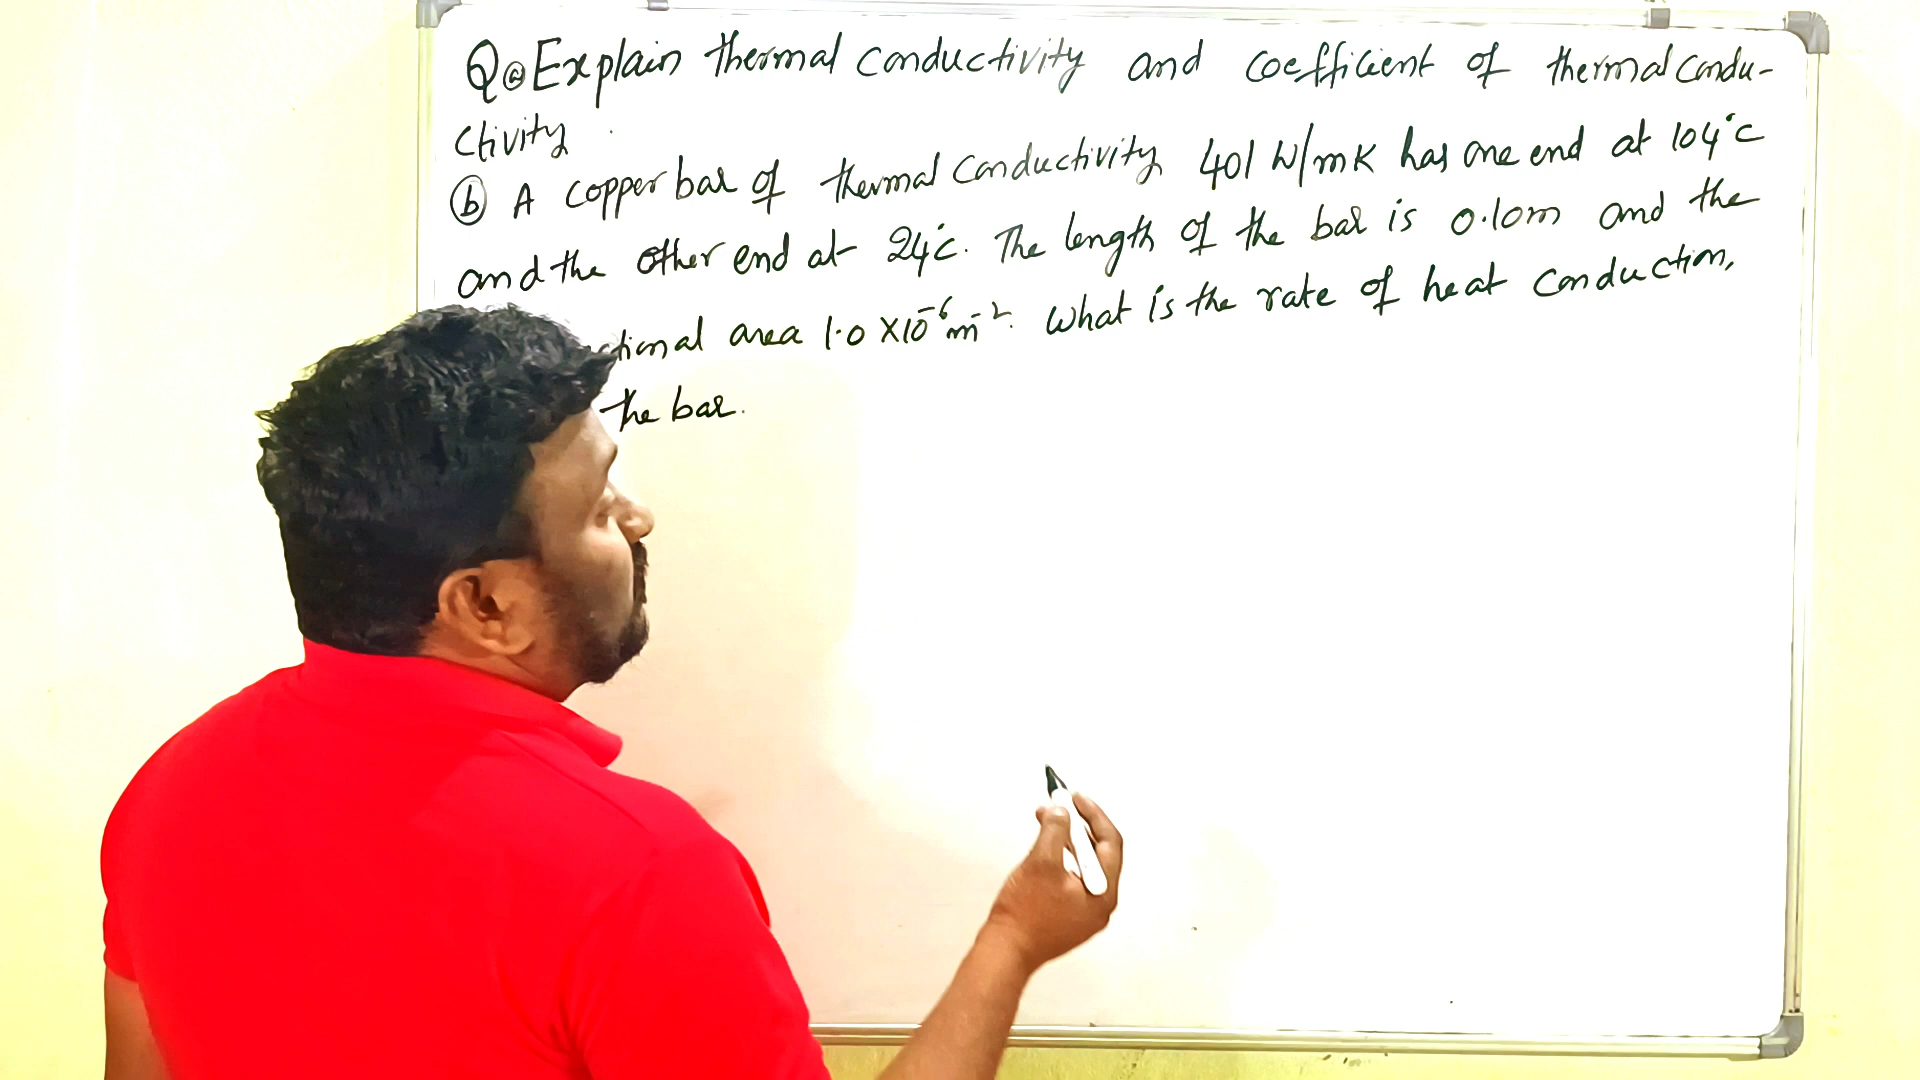 Q ⓐ Explain thermal conductivity and coefficient of thermal condu-
ctivity.
ⓑ A copper bar of thermal conductivity 401 W/mK has one end at 104°C
and the other end at 24°C. The length of the bar is 0.10m and the
ctional area 1.0 X10⁻⁶ m⁻². What is the rate of heat conduction,
the bar.